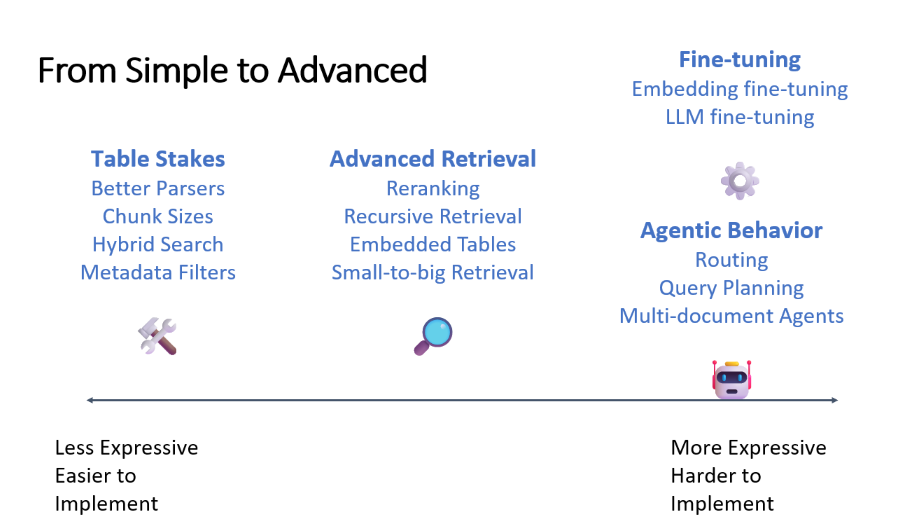 From Simple to Advanced
Table Stakes
Better Parsers
Chunk Sizes
Hybrid Search
Metadata Filters
Advanced Retrieval
Reranking
Recursive Retrieval
Embedded Tables
Small-to-big Retrieval
Fine-tuning
Embedding fine-tuning
LLM fine-tuning
Agentic Behavior
Routing
Query Planning
Multi-document Agents
Less Expressive
Easier to
Implement
More Expressive
Harder to
Implement